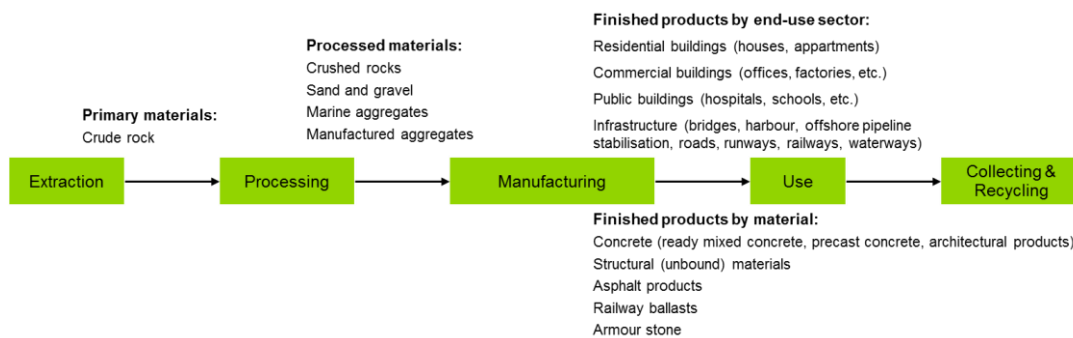 Finished products by end-use sector:
Residential buildings (houses, appartments)
Commercial buildings (offices, factories, etc.)
Public buildings (hospitals, schools, etc.)
Infrastructure (bridges, harbour, offshore pipeline
stabilisation, roads, runways, railways, waterways)
Processed materials:
Crushed rocks
Sand and gravel
Marine aggregates
Manufactured aggregates
Primary materials:
Crude rock
Extraction
Processing
Manufacturing
Use
Collecting &
Recycling
Finished products by material:
Concrete (ready mixed concrete, precast concrete, architectural products)
Structural (unbound) materials
Asphalt products
Railway ballasts
Armour stone